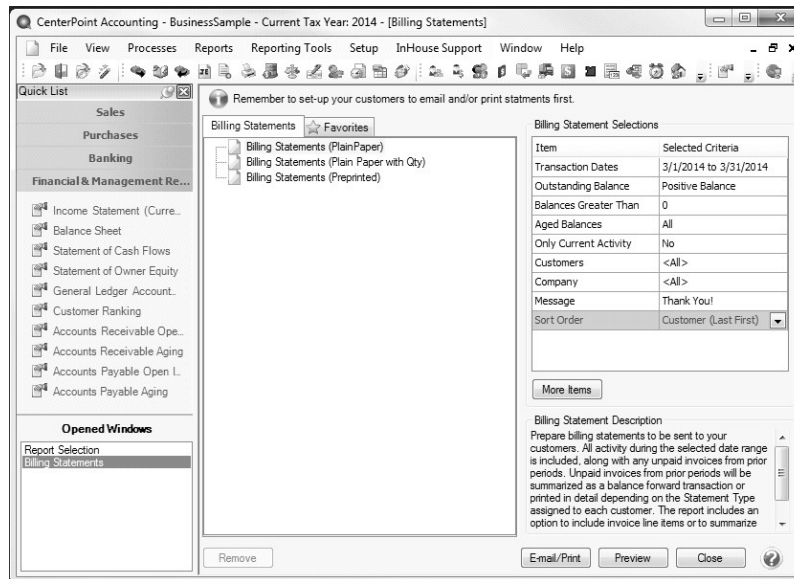 CenterPoint Accounting - BusinessSample - Current Tax Year: 2014 - [Billing Statements]
File View Processes Reports Reporting Tools Setup InHouse Support Window Help
Quick List
Sales
Purchases
Banking
Financial & Management Re...
Income Statement (Curre..
Balance Sheet
Statement of Cash Flows
Statement of Owner Equity
General Ledger Account..
Customer Ranking
Accounts Receivable Ope..
Accounts Receivable Aging
Accounts Payable Open I..
Accounts Payable Aging
Opened Windows
Report Selection
Billing Statements
Remember to set-up your customers to email and/or print statments first.
Billing Statements Favorites
Billing Statements (PlainPaper)
Billing Statements (Plain Paper with Qty)
Billing Statements (Preprinted)
Remove
Billing Statement Selections
Item Selected Criteria
Transaction Dates 3/1/2014 to 3/31/2014
Outstanding Balance Positive Balance
Balances Greater Than 0
Aged Balances All
Only Current Activity No
Customers <All>
Company <All>
Message Thank You!
Sort Order Customer (Last First)
More Items
Billing Statement Description
Prepare billing statements to be sent to your
customers. All activity during the selected date range
is included, along with any unpaid invoices from prior
periods. Unpaid invoices from prior periods will be
summarized as a balance forward transaction or
printed in detail depending on the Statement Type
assigned to each customer. The report includes an
option to include invoice line items or to summarize
E-mail/Print Preview Close